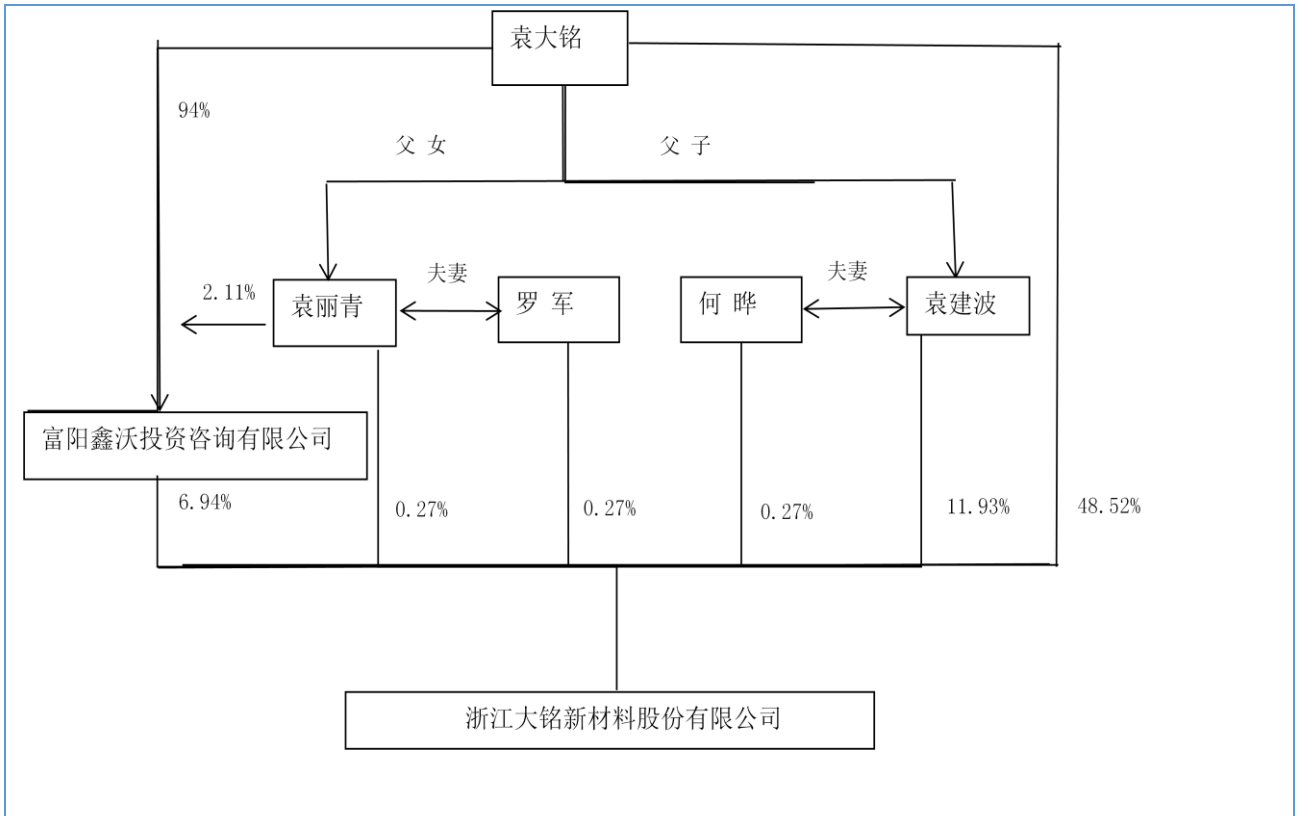 袁大铭
94%
父 女
父 子
夫妻
夫妻
2.11%
袁丽青
罗 军
何 晔
袁建波
富阳鑫沃投资咨询有限公司
6.94%
0.27%
0.27%
0.27%
11.93%
48.52%
浙江大铭新材料股份有限公司